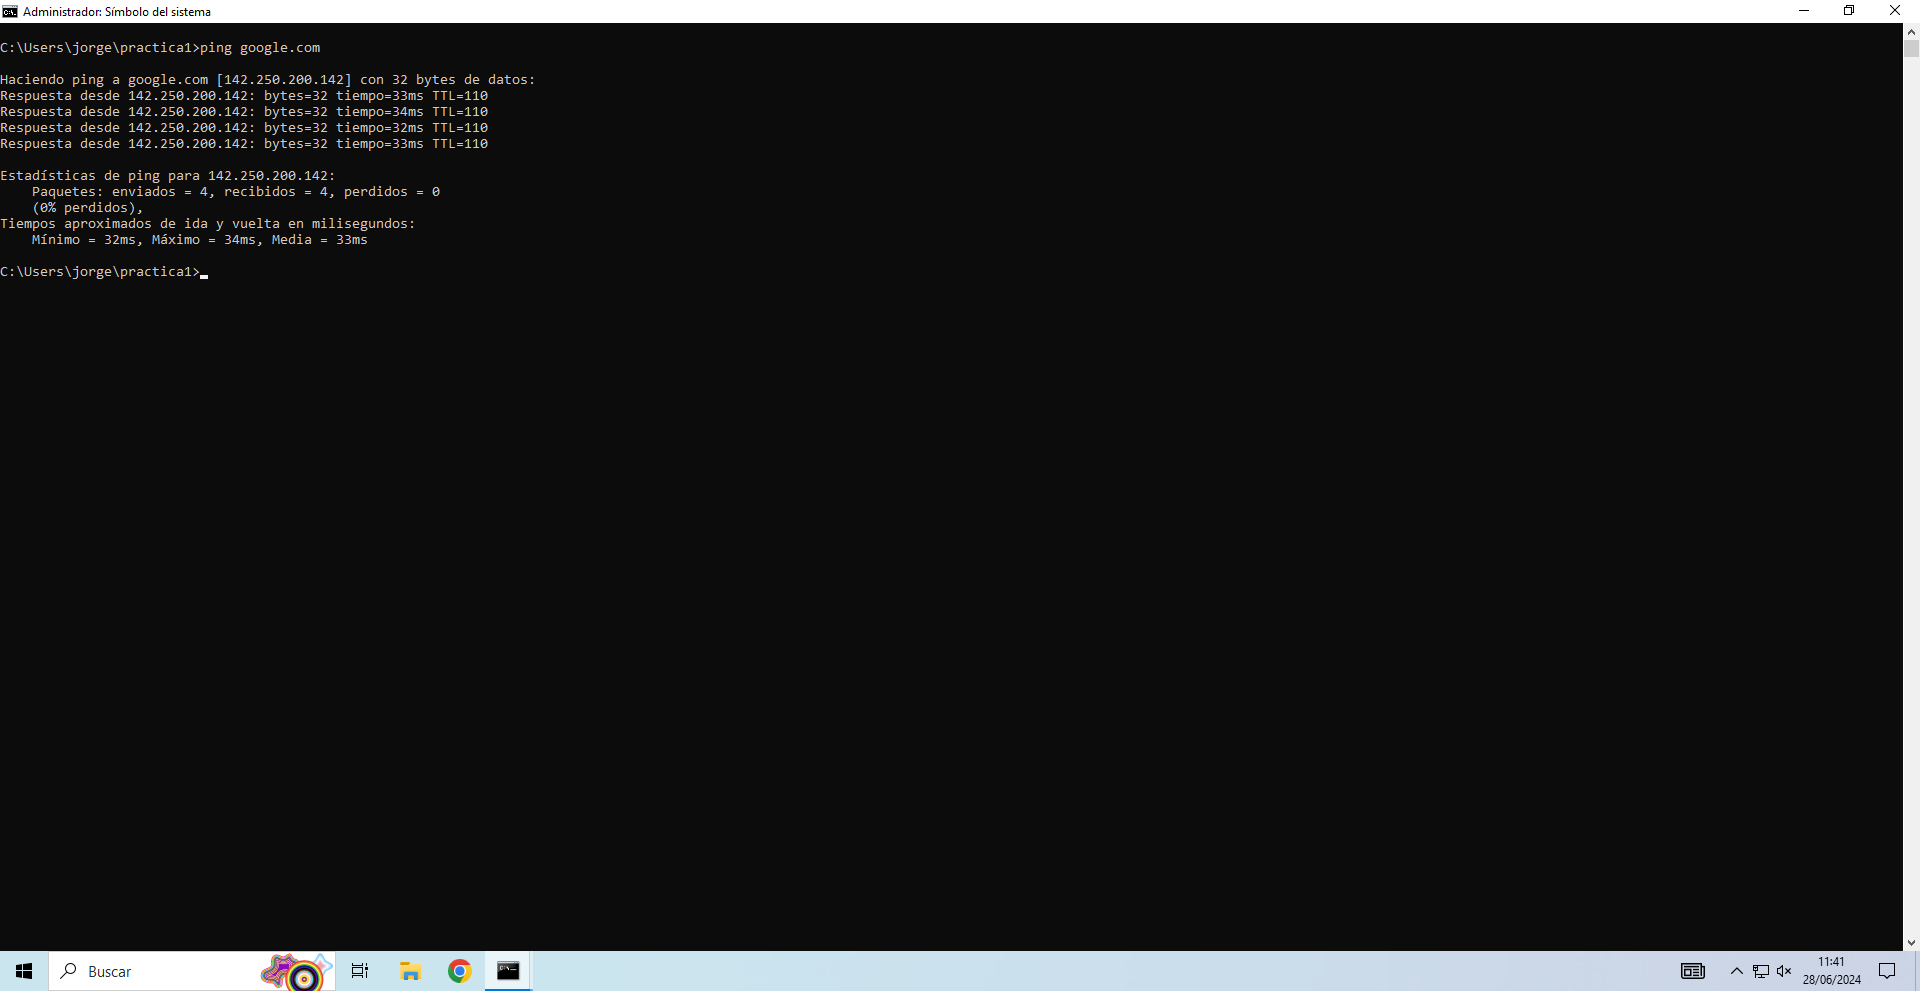 Administrador: Símbolo del sistema
C:\Users\jorge\practica1>ping google.com
Haciendo ping a google.com [142.250.200.142] con 32 bytes de datos:
Respuesta desde 142.250.200.142: bytes=32 tiempo=33ms TTL=110
Respuesta desde 142.250.200.142: bytes=32 tiempo=34ms TTL=110
Respuesta desde 142.250.200.142: bytes=32 tiempo=32ms TTL=110
Respuesta desde 142.250.200.142: bytes=32 tiempo=33ms TTL=110
Estadísticas de ping para 142.250.200.142:
    Paquetes: enviados = 4, recibidos = 4, perdidos = 0
    (0% perdidos),
Tiempos aproximados de ida y vuelta en milisegundos:
    Mínimo = 32ms, Máximo = 34ms, Media = 33ms
C:\Users\jorge\practica1>
Buscar
11:41
28/06/2024